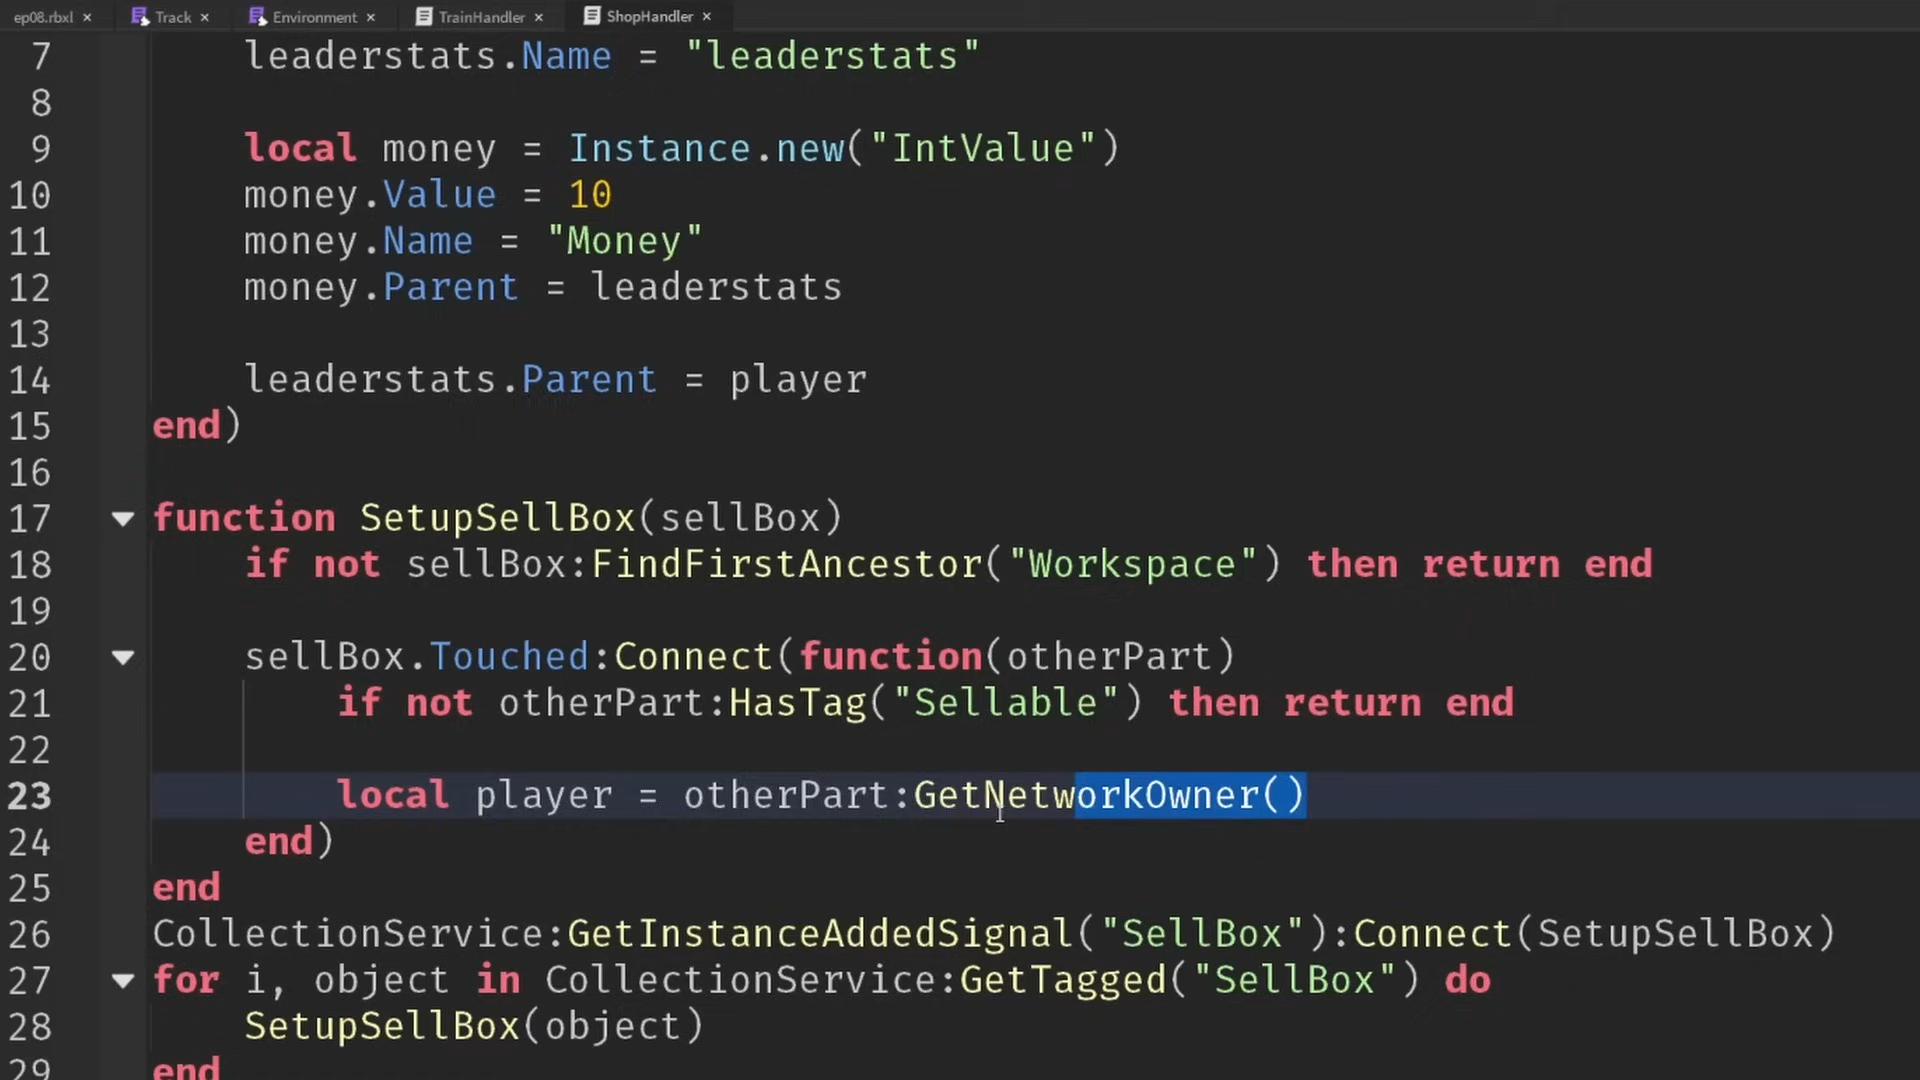 ep08.rbxl × Track × Environment × TrainHandler × ShopHandler ×
7 leaderstats.Name = "leaderstats"
8
9 local money = Instance.new("IntValue")
10 money.Value = 10
11 money.Name = "Money"
12 money.Parent = leaderstats
13
14 leaderstats.Parent = player
15 end)
16
17 function SetupSellBox(sellBox)
18 if not sellBox:FindFirstAncestor("Workspace") then return end
19
20 sellBox.Touched:Connect(function(otherPart)
21 if not otherPart:HasTag("Sellable") then return end
22
23 local player = otherPart:GetNetworkOwner()
24 end)
25 end
26 CollectionService:GetInstanceAddedSignal("SellBox"):Connect(SetupSellBox)
27 for i, object in CollectionService:GetTagged("SellBox") do
28 SetupSellBox(object)
29 end